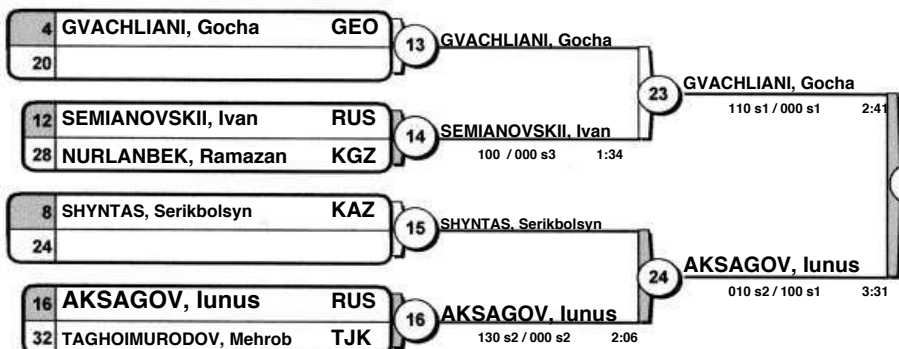 4 GVACHLIANI, Gocha GEO
20
13 GVACHLIANI, Gocha
12 SEMIANOVSKII, Ivan RUS
28 NURLANBEK, Ramazan KGZ
14 SEMIANOVSKII, Ivan
100 / 000 s3 1:34
23 GVACHLIANI, Gocha
110 s1 / 000 s1 2:41
8 SHYNTAS, Serikbolsyn KAZ
24
15 SHYNTAS, Serikbolsyn
16 AKSAGOV, Iunus RUS
32 TAGHOIMURODOV, Mehrob TJK
16 AKSAGOV, Iunus
130 s2 / 000 s2 2:06
24 AKSAGOV, Iunus
010 s2 / 100 s1 3:31